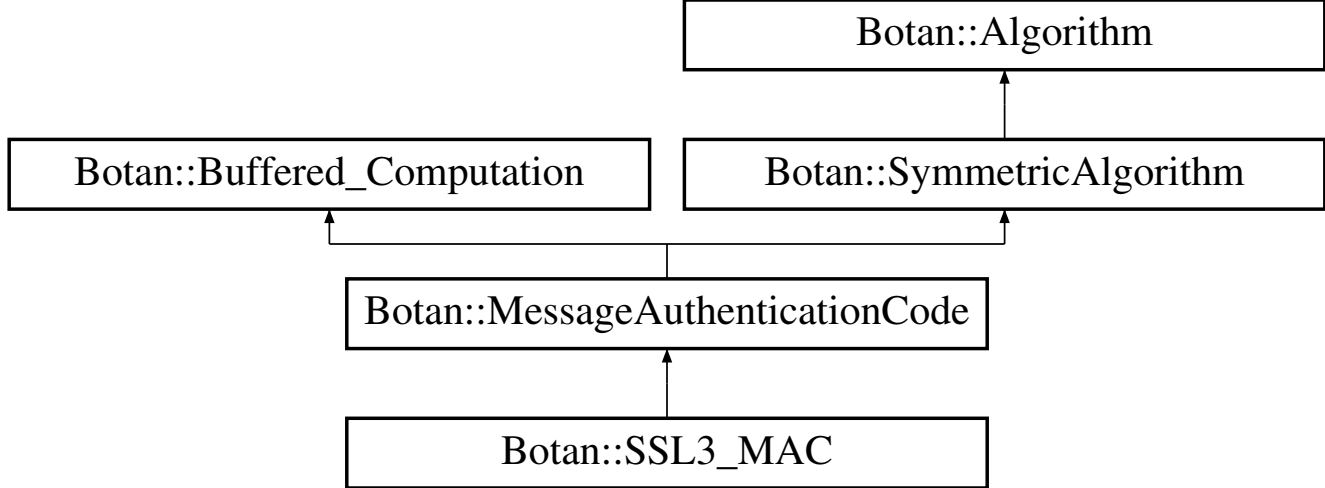 Botan::Algorithm
Botan::Buffered_Computation
Botan::SymmetricAlgorithm
Botan::MessageAuthenticationCode
Botan::SSL3_MAC